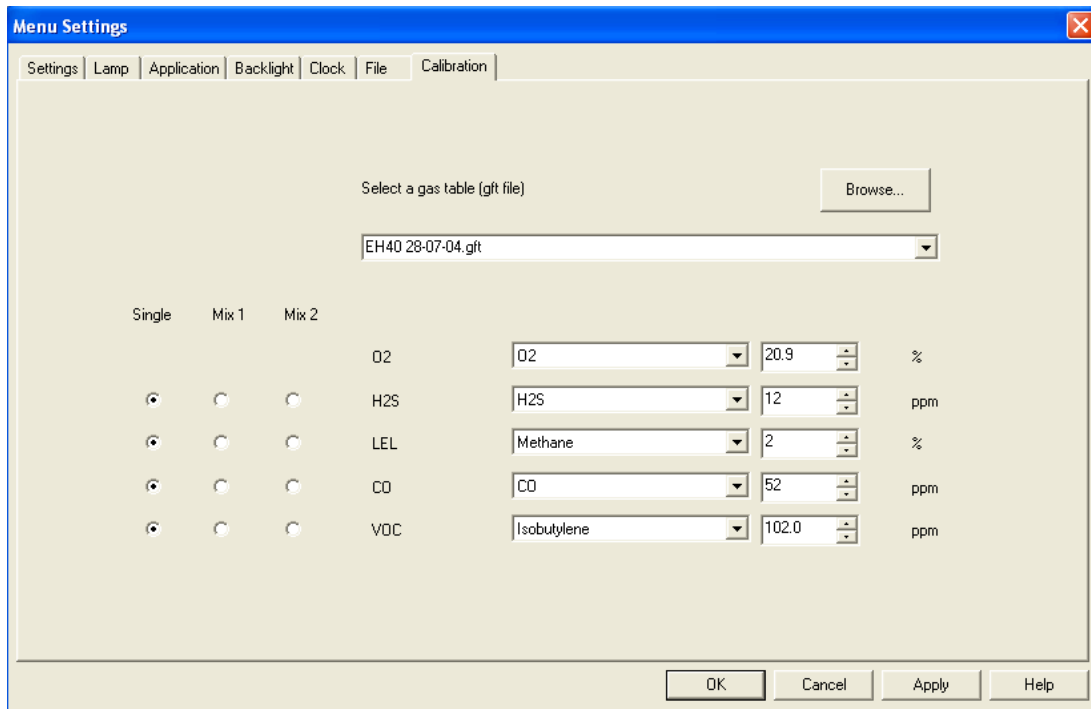 Menu Settings
Settings Lamp Application Backlight Clock File Calibration
Select a gas table (gft file) Browse...
EH40 28-07-04.gft
Single Mix 1 Mix 2
O2 O2 20.9 %
H2S H2S 12 ppm
LEL Methane 2 %
CO CO 52 ppm
VOC Isobutylene 102.0 ppm
OK Cancel Apply Help